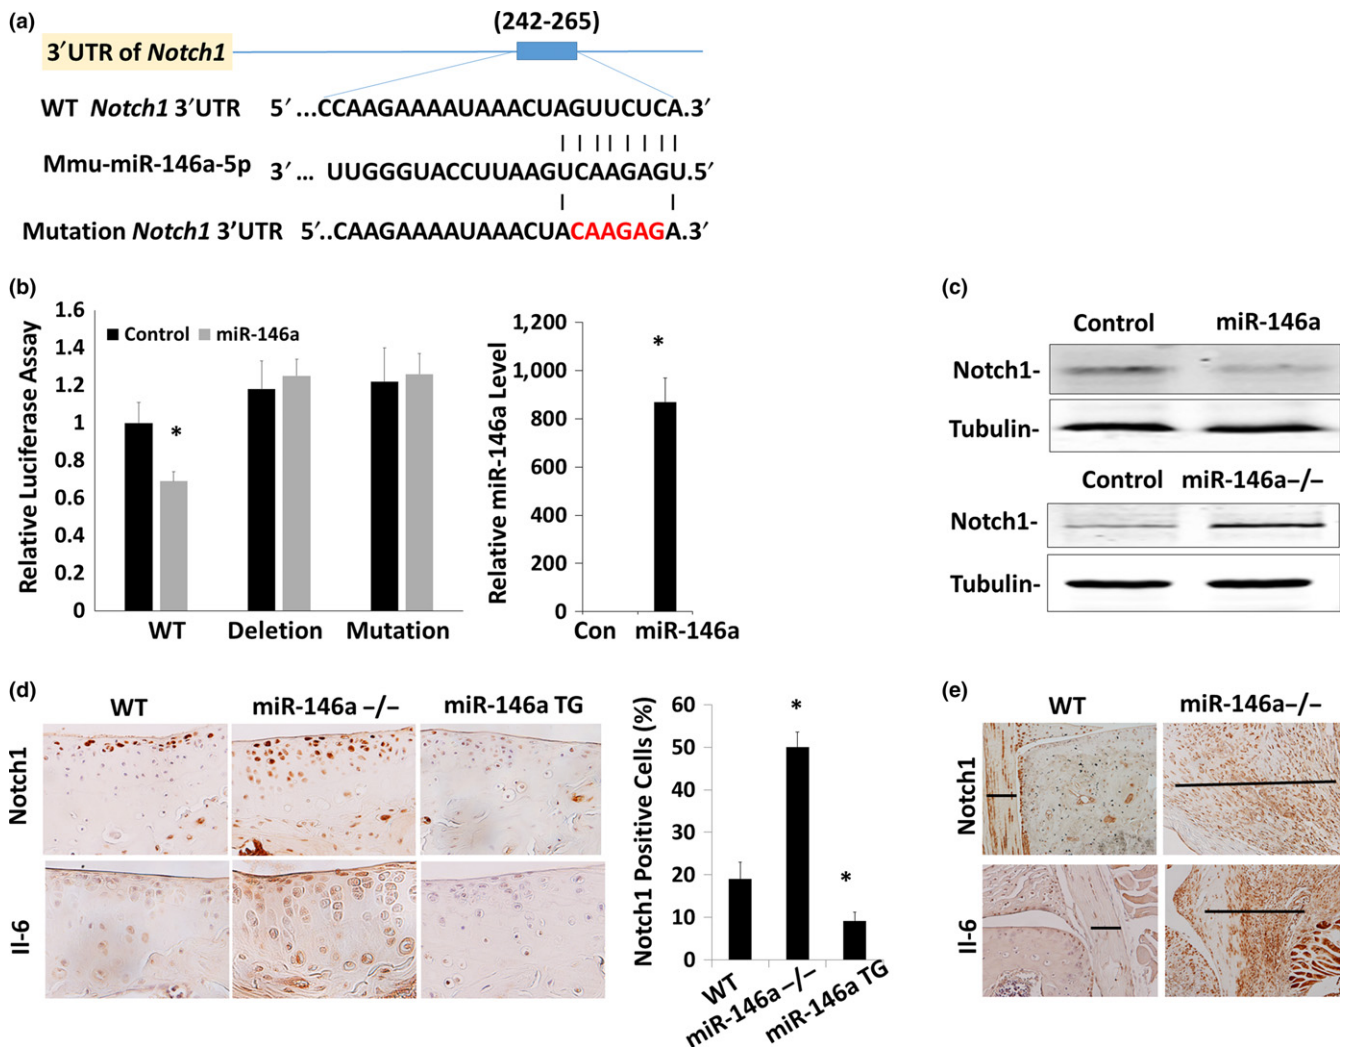 (a)
(242-265)
3′UTR of Notch1
WT Notch1 3′UTR 5′ ...CCAAGAAAAUAAACUAGUUCUCA.3′
Mmu-miR-146a-5p 3′ ... UUGGGUACCUUAAGUCAAGAGU.5′
Mutation Notch1 3’UTR 5′..CAAGAAAAUAAACUACAAGAGA.3′
(b)
Relative Luciferase Assay
1.6
1.4
1.2
1
0.8
0.6
0.4
0.2
0
Control miR-146a
*
WT Deletion Mutation
Relative miR-146a Level
1,200
1,000
800
600
400
200
0
*
Con miR-146a
(c)
Control miR-146a
Notch1-
Tubulin-
Control miR-146a–/–
Notch1-
Tubulin-
(d)
WT miR-146a –/– miR-146a TG
Notch1
Il-6
Notch1 Positive Cells (%)
60
50
40
30
20
10
0
*
*
WT
miR-146a –/–
miR-146a TG
(e)
WT miR-146a–/–
Notch1
Il-6